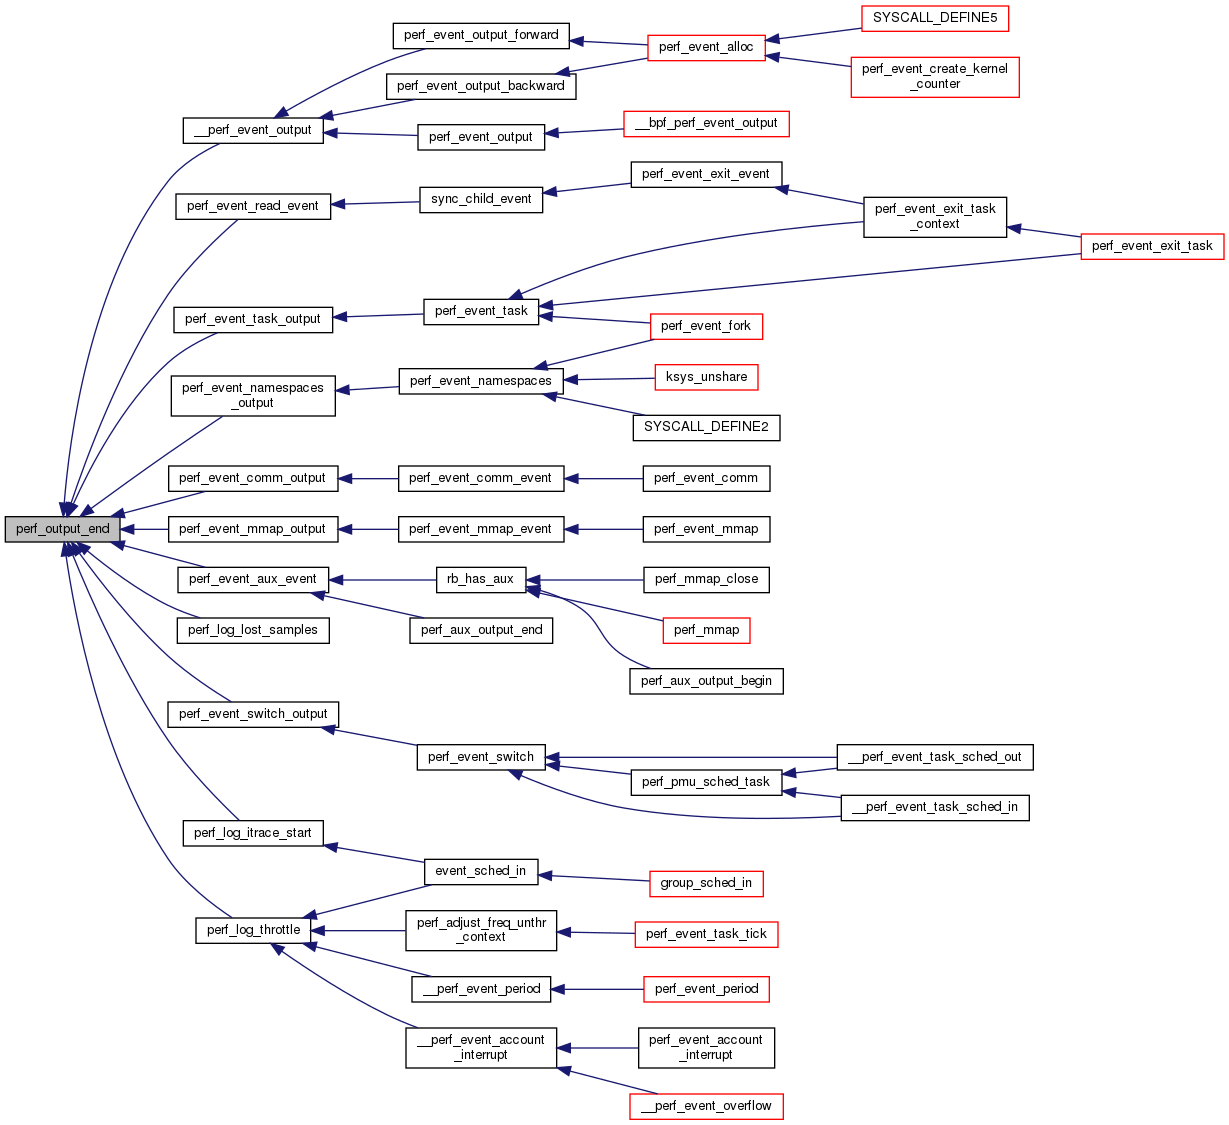 SYSCALL_DEFINE5
perf_event_output_forward
perf_event_alloc
perf_event_create_kernel
_counter
perf_event_output_backward
__perf_event_output
perf_event_output
__bpf_perf_event_output
perf_event_exit_event
perf_event_read_event
sync_child_event
perf_event_exit_task
_context
perf_event_exit_task
perf_event_task_output
perf_event_task
perf_event_fork
perf_event_namespaces
_output
perf_event_namespaces
ksys_unshare
SYSCALL_DEFINE2
perf_event_comm_output
perf_event_comm_event
perf_event_comm
perf_output_end
perf_event_mmap_output
perf_event_mmap_event
perf_event_mmap
perf_event_aux_event
rb_has_aux
perf_mmap_close
perf_log_lost_samples
perf_aux_output_end
perf_mmap
perf_aux_output_begin
perf_event_switch_output
perf_event_switch
__perf_event_task_sched_out
perf_pmu_sched_task
__perf_event_task_sched_in
perf_log_itrace_start
event_sched_in
group_sched_in
perf_log_throttle
perf_adjust_freq_unthr
_context
perf_event_task_tick
__perf_event_period
perf_event_period
__perf_event_account
_interrupt
perf_event_account
_interrupt
__perf_event_overflow